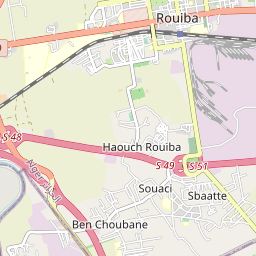 Rouiba
S 48
Haouch Rouiba
S 49
S 51
Souaci
Sbaatte
Ben Choubane